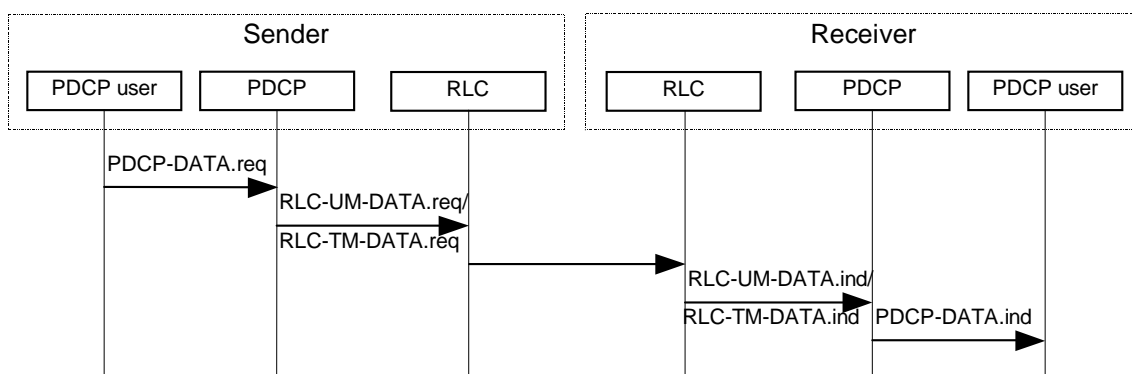 Sender
Receiver
PDCP user
PDCP
RLC
RLC
PDCP
PDCP user
PDCP-DATA.req
RLC-UM-DATA.req/
RLC-TM-DATA.req
RLC-UM-DATA.ind/
RLC-TM-DATA.ind
PDCP-DATA.ind